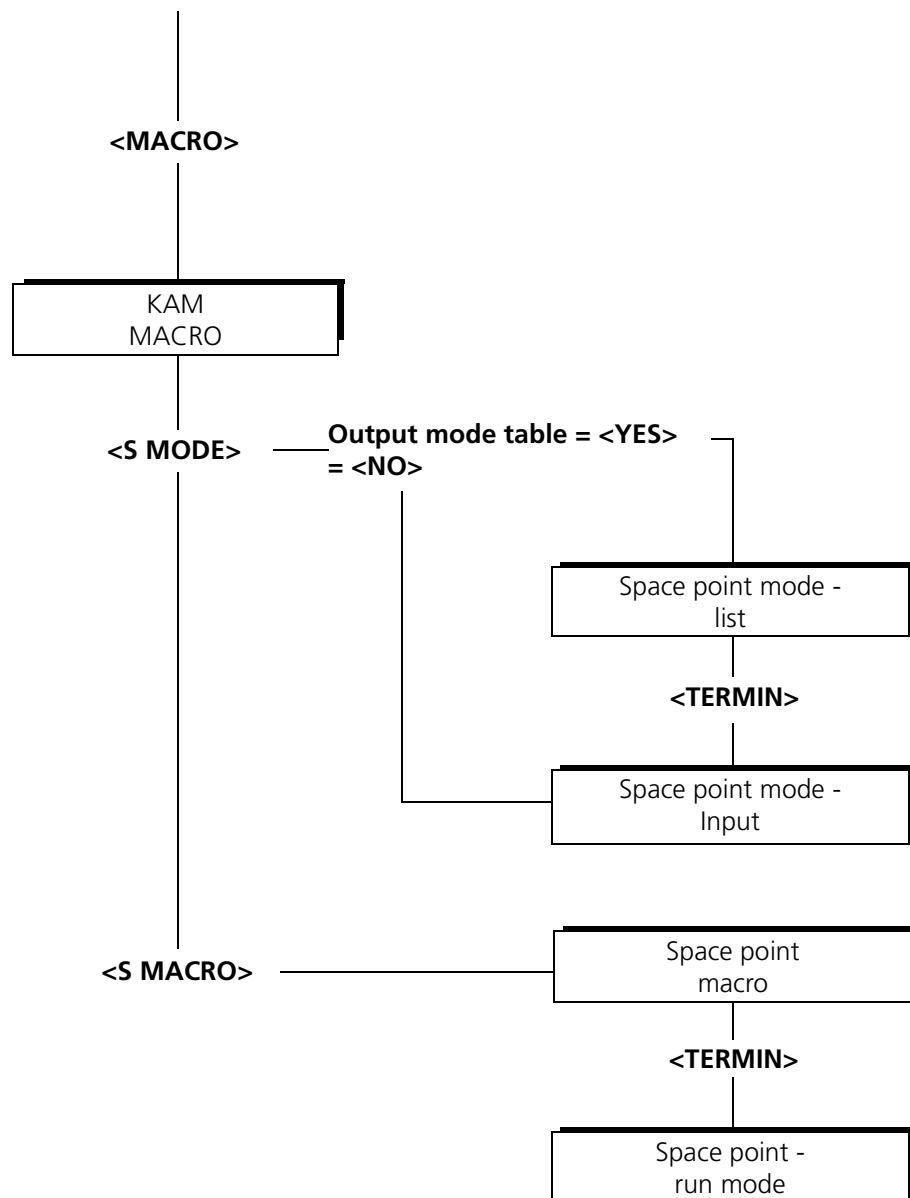 <MACRO>
KAM
MACRO
<S MODE>
Output mode table = <YES>
= <NO>
Space point mode -
list
<TERMIN>
Space point mode -
Input
<S MACRO>
Space point
macro
<TERMIN>
Space point -
run mode